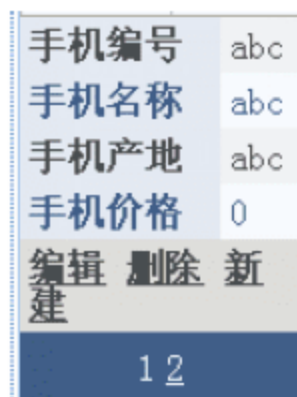 手机编号 abc
手机名称 abc
手机产地 abc
手机价格 0
编辑 删除 新
建
1 2